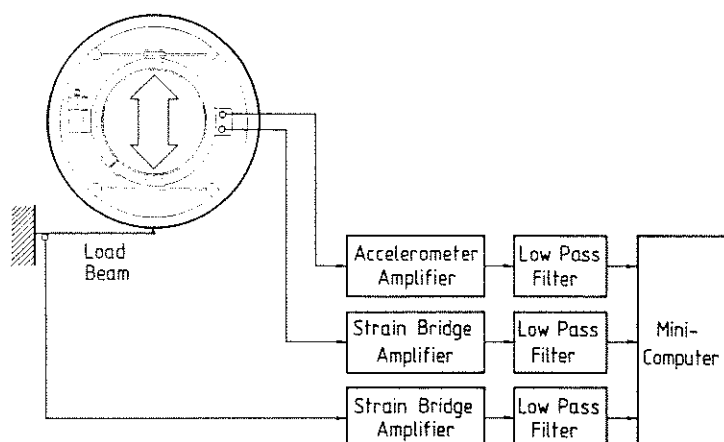 Load
Beam
Accelerometer
Amplifier
Low Pass
Filter
Strain Bridge
Amplifier
Low Pass
Filter
Mini-
Computer
Strain Bridge
Amplifier
Low Pass
Filter